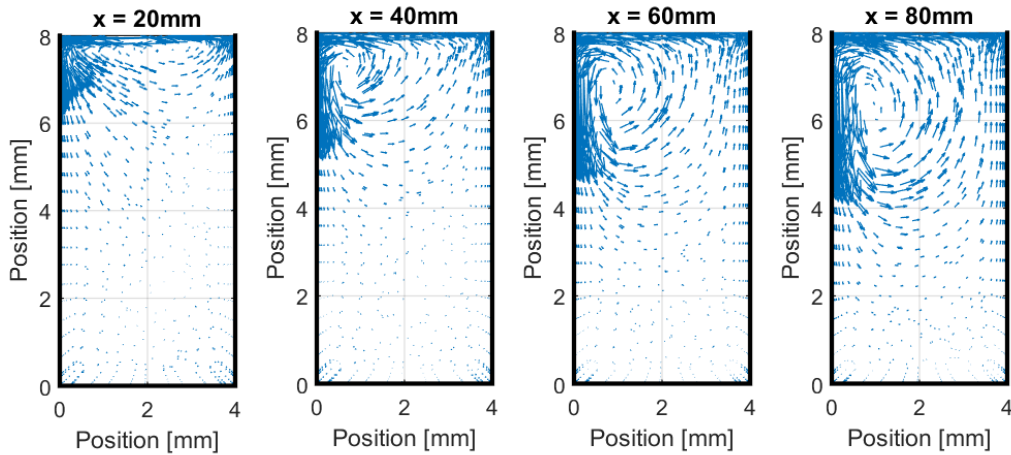 x = 20mm
x = 40mm
x = 60mm
x = 80mm
8
6
4
2
0
0
2
4
Position [mm]
Position [mm]
8
6
4
2
0
0
2
4
Position [mm]
Position [mm]
8
6
4
2
0
0
2
4
Position [mm]
Position [mm]
8
6
4
2
0
0
2
4
Position [mm]
Position [mm]